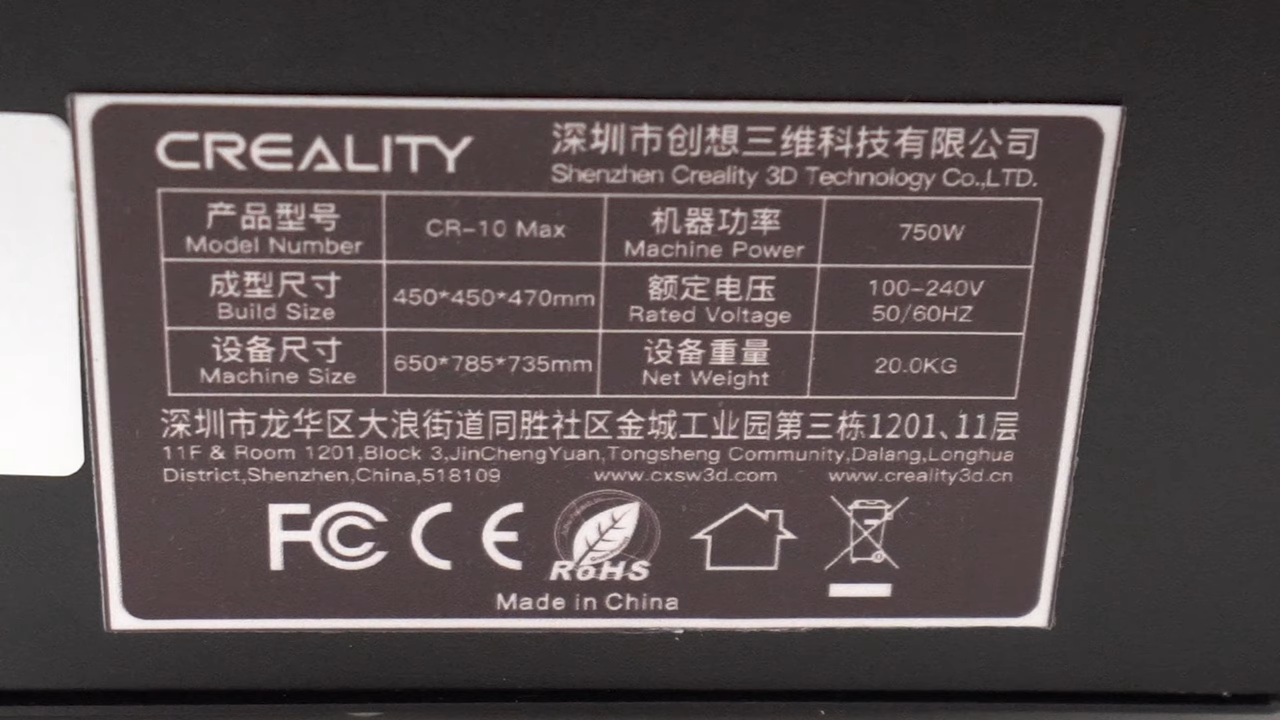 CREALITY
深圳市创想三维科技有限公司
Shenzhen Creality 3D Technology Co.,LTD.
产品型号 CR-10 Max 机器功率 750W
Model Number Machine Power
成型尺寸 450*450*470mm 额定电压 100-240V
Build Size Rated Voltage 50/60HZ
设备尺寸 650*785*735mm 设备重量 20.0KG
Machine Size Net Weight
深圳市龙华区大浪街道同胜社区金城工业园第三栋1201、11层
11F & Room 1201,Block 3,JinChengYuan,Tongsheng Community,Dalang,Longhua
District,Shenzhen,China,518109 www.cxsw3d.com www.creality3d.cn
FC CE RoHS
Made in China